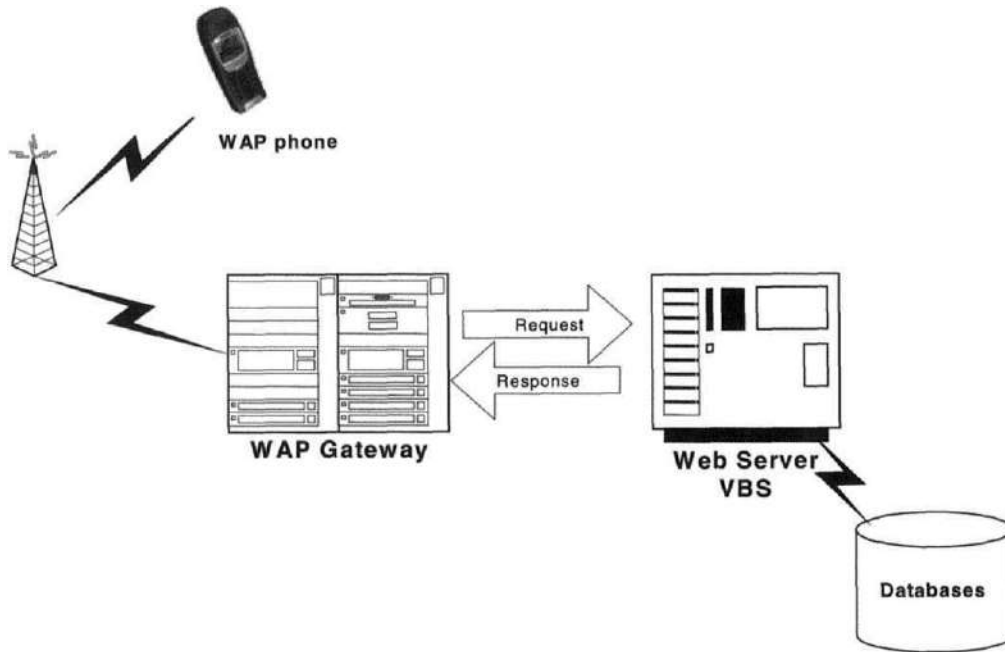 WAP phone
Request
Response
WAP Gateway
Web Server
VBS
Databases